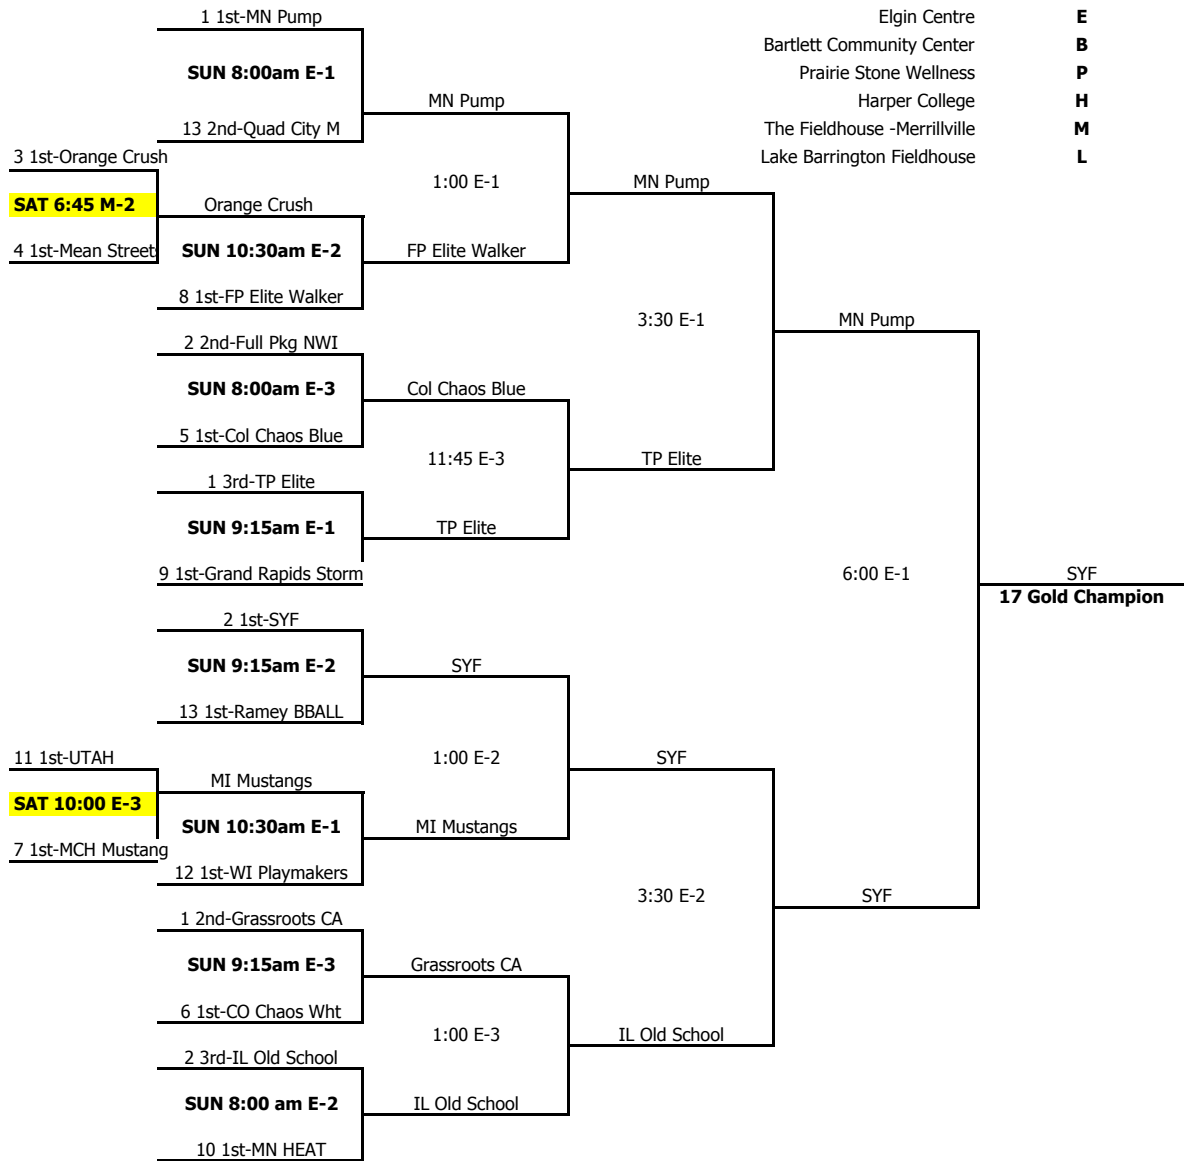 1 1st-MN Pump
Elgin Centre E
Bartlett Community Center B
SUN 8:00am E-1
Prairie Stone Wellness P
MN Pump
Harper College H
13 2nd-Quad City M
The Fieldhouse -Merrillville M
3 1st-Orange Crush
Lake Barrington Fieldhouse L
1:00 E-1
MN Pump
SAT 6:45 M-2
Orange Crush
4 1st-Mean Streets
SUN 10:30am E-2
FP Elite Walker
8 1st-FP Elite Walker
3:30 E-1
MN Pump
2 2nd-Full Pkg NWI
SUN 8:00am E-3
Col Chaos Blue
5 1st-Col Chaos Blue
11:45 E-3
TP Elite
1 3rd-TP Elite
SUN 9:15am E-1
TP Elite
9 1st-Grand Rapids Storm
6:00 E-1
SYF
17 Gold Champion
2 1st-SYF
SUN 9:15am E-2
SYF
13 1st-Ramey BBALL
11 1st-UTAH
1:00 E-2
SYF
MI Mustangs
SAT 10:00 E-3
SUN 10:30am E-1
MI Mustangs
7 1st-MCH Mustang
12 1st-WI Playmakers
3:30 E-2
SYF
1 2nd-Grassroots CA
SUN 9:15am E-3
Grassroots CA
6 1st-CO Chaos Wht
1:00 E-3
IL Old School
2 3rd-IL Old School
SUN 8:00 am E-2
IL Old School
10 1st-MN HEAT